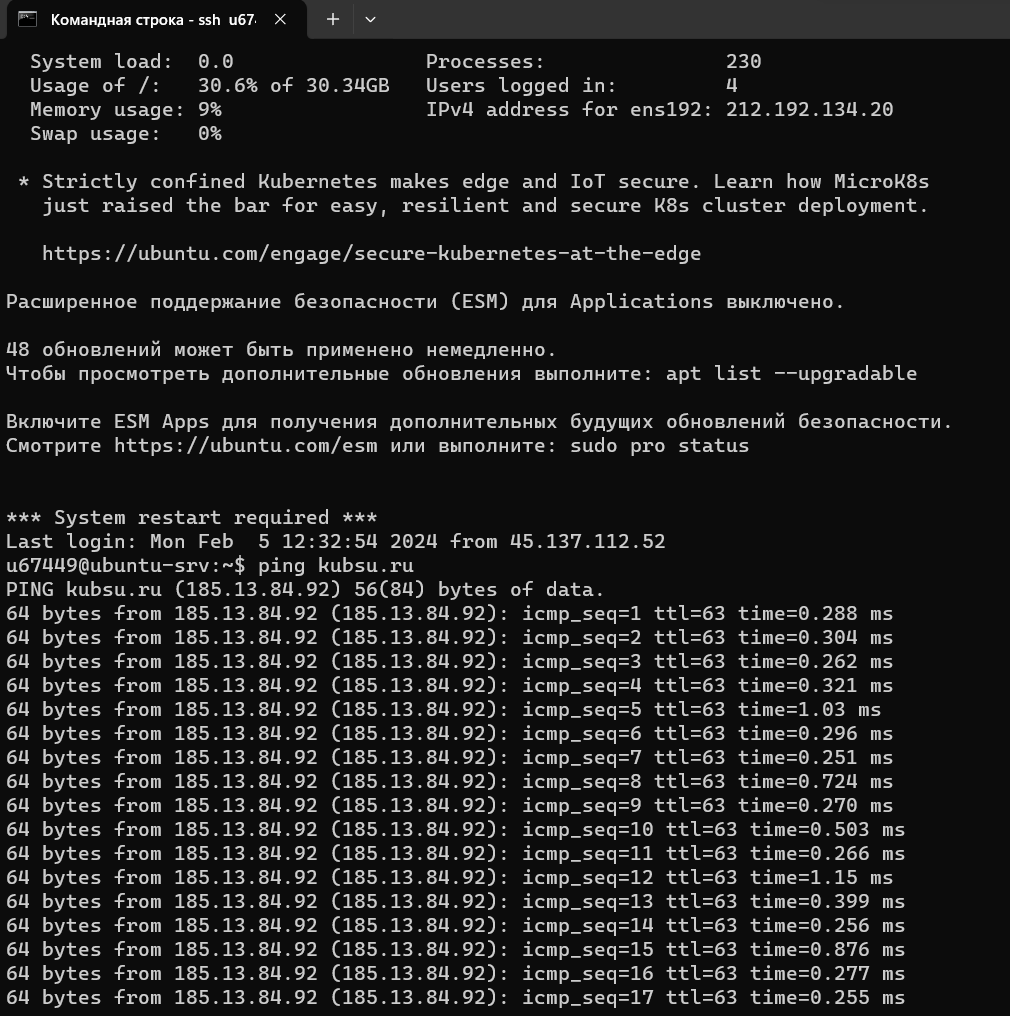 Командная строка - ssh u674
System load: 0.0 Processes: 230
Usage of /: 30.6% of 30.34GB Users logged in: 4
Memory usage: 9% IPv4 address for ens192: 212.192.134.20
Swap usage: 0%
* Strictly confined Kubernetes makes edge and IoT secure. Learn how MicroK8s
just raised the bar for easy, resilient and secure K8s cluster deployment.
https://ubuntu.com/engage/secure-kubernetes-at-the-edge
Расширенное поддержание безопасности (ESM) для Applications выключено.
48 обновлений может быть применено немедленно.
Чтобы просмотреть дополнительные обновления выполните: apt list --upgradable
Включите ESM Apps для получения дополнительных будущих обновлений безопасности.
Смотрите https://ubuntu.com/esm или выполните: sudo pro status
*** System restart required ***
Last login: Mon Feb  5 12:32:54 2024 from 45.137.112.52
u67449@ubuntu-srv:~$ ping kubsu.ru
PING kubsu.ru (185.13.84.92) 56(84) bytes of data.
64 bytes from 185.13.84.92 (185.13.84.92): icmp_seq=1 ttl=63 time=0.288 ms
64 bytes from 185.13.84.92 (185.13.84.92): icmp_seq=2 ttl=63 time=0.304 ms
64 bytes from 185.13.84.92 (185.13.84.92): icmp_seq=3 ttl=63 time=0.262 ms
64 bytes from 185.13.84.92 (185.13.84.92): icmp_seq=4 ttl=63 time=0.321 ms
64 bytes from 185.13.84.92 (185.13.84.92): icmp_seq=5 ttl=63 time=1.03 ms
64 bytes from 185.13.84.92 (185.13.84.92): icmp_seq=6 ttl=63 time=0.296 ms
64 bytes from 185.13.84.92 (185.13.84.92): icmp_seq=7 ttl=63 time=0.251 ms
64 bytes from 185.13.84.92 (185.13.84.92): icmp_seq=8 ttl=63 time=0.724 ms
64 bytes from 185.13.84.92 (185.13.84.92): icmp_seq=9 ttl=63 time=0.270 ms
64 bytes from 185.13.84.92 (185.13.84.92): icmp_seq=10 ttl=63 time=0.503 ms
64 bytes from 185.13.84.92 (185.13.84.92): icmp_seq=11 ttl=63 time=0.266 ms
64 bytes from 185.13.84.92 (185.13.84.92): icmp_seq=12 ttl=63 time=1.15 ms
64 bytes from 185.13.84.92 (185.13.84.92): icmp_seq=13 ttl=63 time=0.399 ms
64 bytes from 185.13.84.92 (185.13.84.92): icmp_seq=14 ttl=63 time=0.256 ms
64 bytes from 185.13.84.92 (185.13.84.92): icmp_seq=15 ttl=63 time=0.876 ms
64 bytes from 185.13.84.92 (185.13.84.92): icmp_seq=16 ttl=63 time=0.277 ms
64 bytes from 185.13.84.92 (185.13.84.92): icmp_seq=17 ttl=63 time=0.255 ms